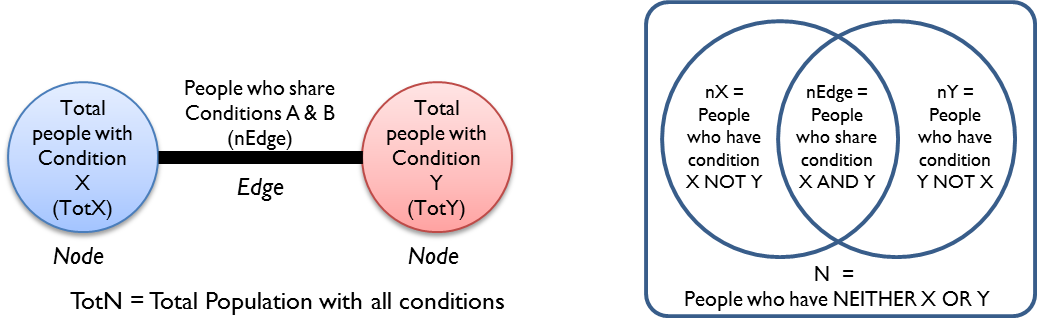 Total
people with
Condition
X
(TotX)
Node
People who share
Conditions A & B
(nEdge)
Edge
Total
people with
Condition
Y
(TotY)
Node
TotN = Total Population with all conditions
nX =
People
who have
condition
X NOT Y
nEdge =
People
who share
condition
X AND Y
nY =
People
who have
condition
Y NOT X
N =
People who have NEITHER X OR Y